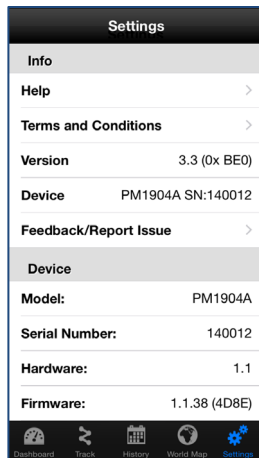 Settings
Info
Help
Terms and Conditions
Version 3.3 (0x BE0)
Device PM1904A SN:140012
Feedback/Report Issue
Device
Model: PM1904A
Serial Number: 140012
Hardware: 1.1
Firmware: 1.1.38 (4D8E)
Dashboard Track History World Map Settings